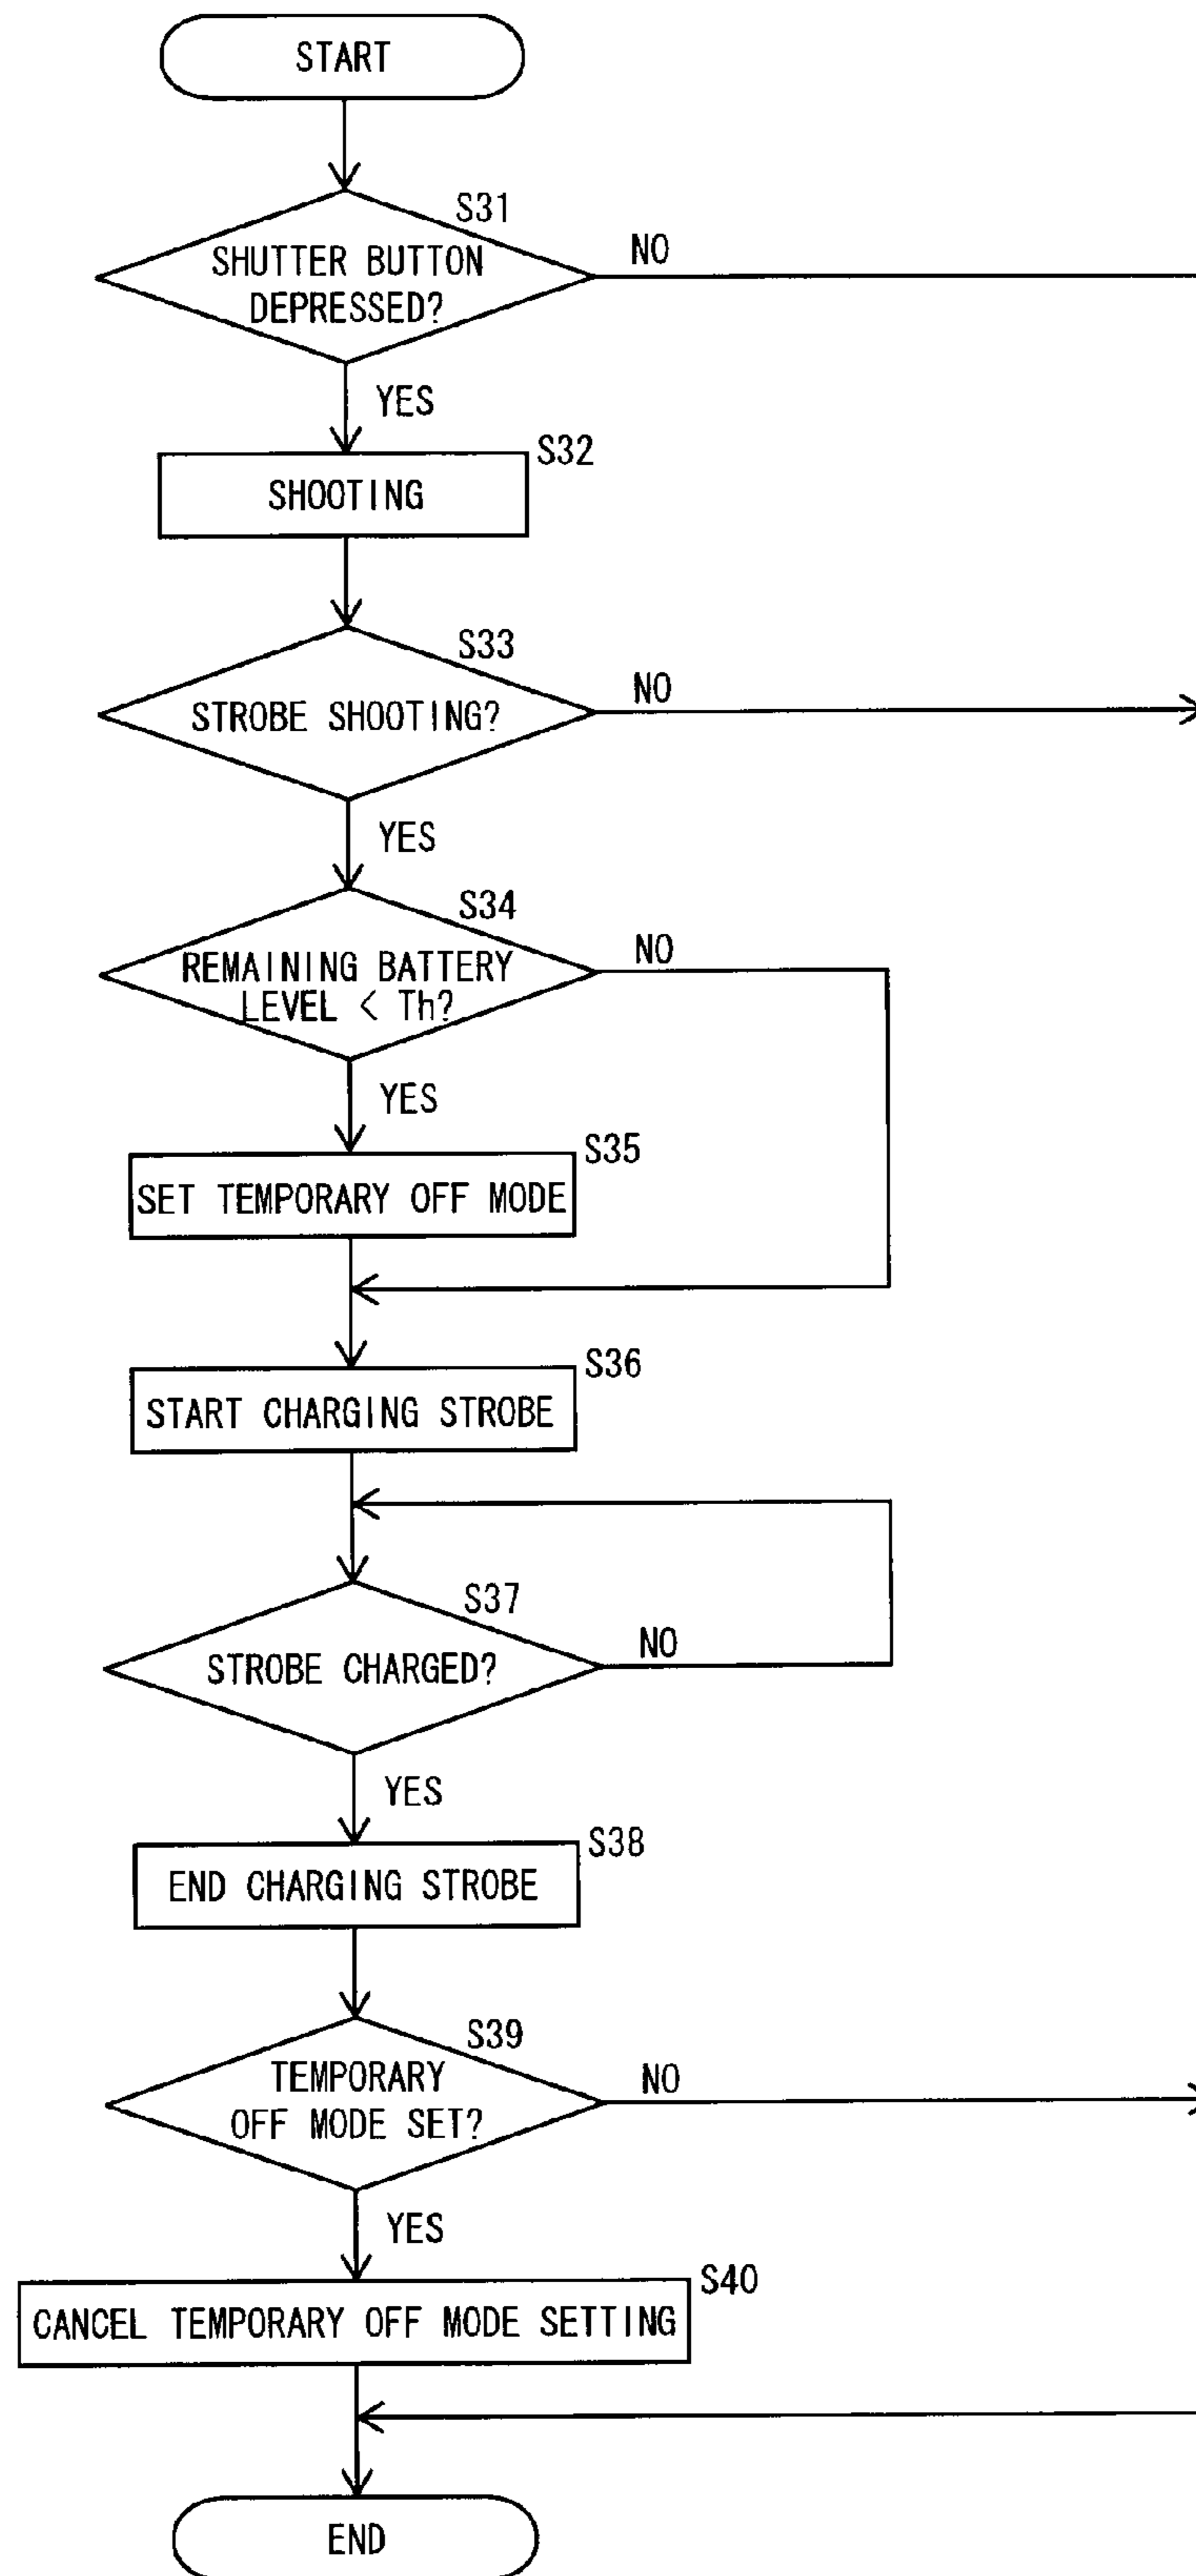 START
S31
SHUTTER BUTTON
DEPRESSED?
NO
YES
S32
SHOOTING
S33
STROBE SHOOTING?
NO
YES
S34
REMAINING BATTERY
LEVEL < Th?
NO
YES
S35
SET TEMPORARY OFF MODE
S36
START CHARGING STROBE
S37
STROBE CHARGED?
NO
YES
S38
END CHARGING STROBE
S39
TEMPORARY
OFF MODE SET?
NO
YES
S40
CANCEL TEMPORARY OFF MODE SETTING
END